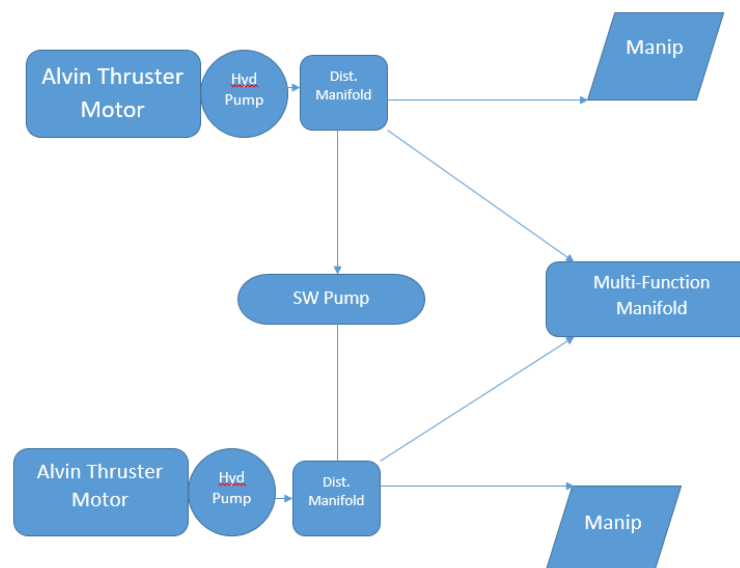 Alvin Thruster
Motor
Hyd
Pump
Dist.
Manifold
Manip
SW Pump
Multi-Function
Manifold
Alvin Thruster
Motor
Hyd
Pump
Dist.
Manifold
Manip